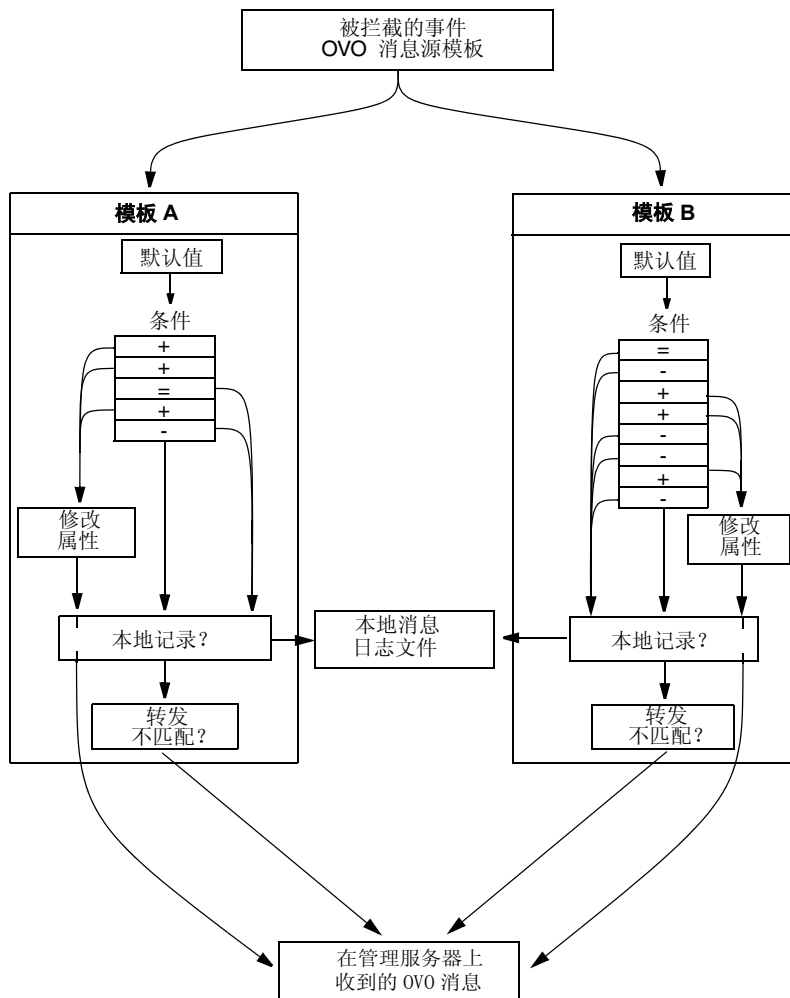 被拦截的事件
OVO 消息源模板
模板 A
默认值
条件
+
+
=
+
-
修改
属性
本地记录?
转发
不匹配?
本地消息
日志文件
模板 B
默认值
条件
=
-
+
+
-
-
+
-
修改
属性
本地记录?
转发
不匹配?
在管理服务器上
收到的 OVO 消息